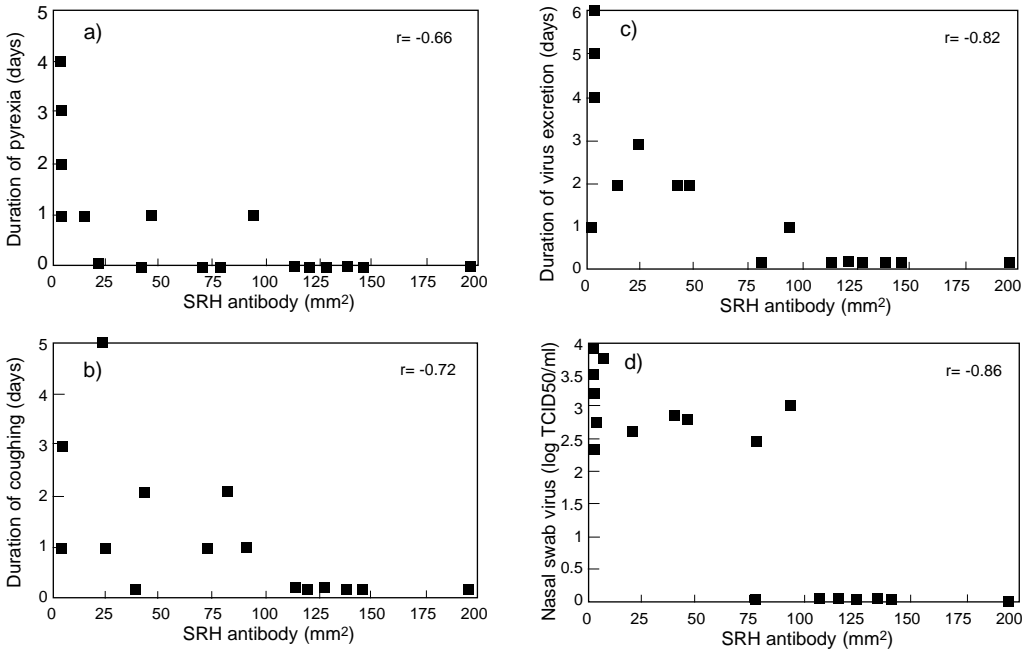 a)
r= -0.66
Duration of pyrexia (days)
5
4
3
2
1
0
0 25 50 75 100 125 150 175 200
SRH antibody (mm2)
c)
r= -0.82
Duration of virus excretion (days)
6
5
4
3
2
1
0
0 25 50 75 100 125 150 175 200
SRH antibody (mm2)
b)
r= -0.72
Duration of coughing (days)
5
4
3
2
1
0
0 25 50 75 100 125 150 175 200
SRH antibody (mm2)
d)
r= -0.86
Nasal swab virus (log TCID50/ml)
4
3.5
3
2.5
2
1.5
1
0.5
0
0 25 50 75 100 125 150 175 200
SRH antibody (mm2)